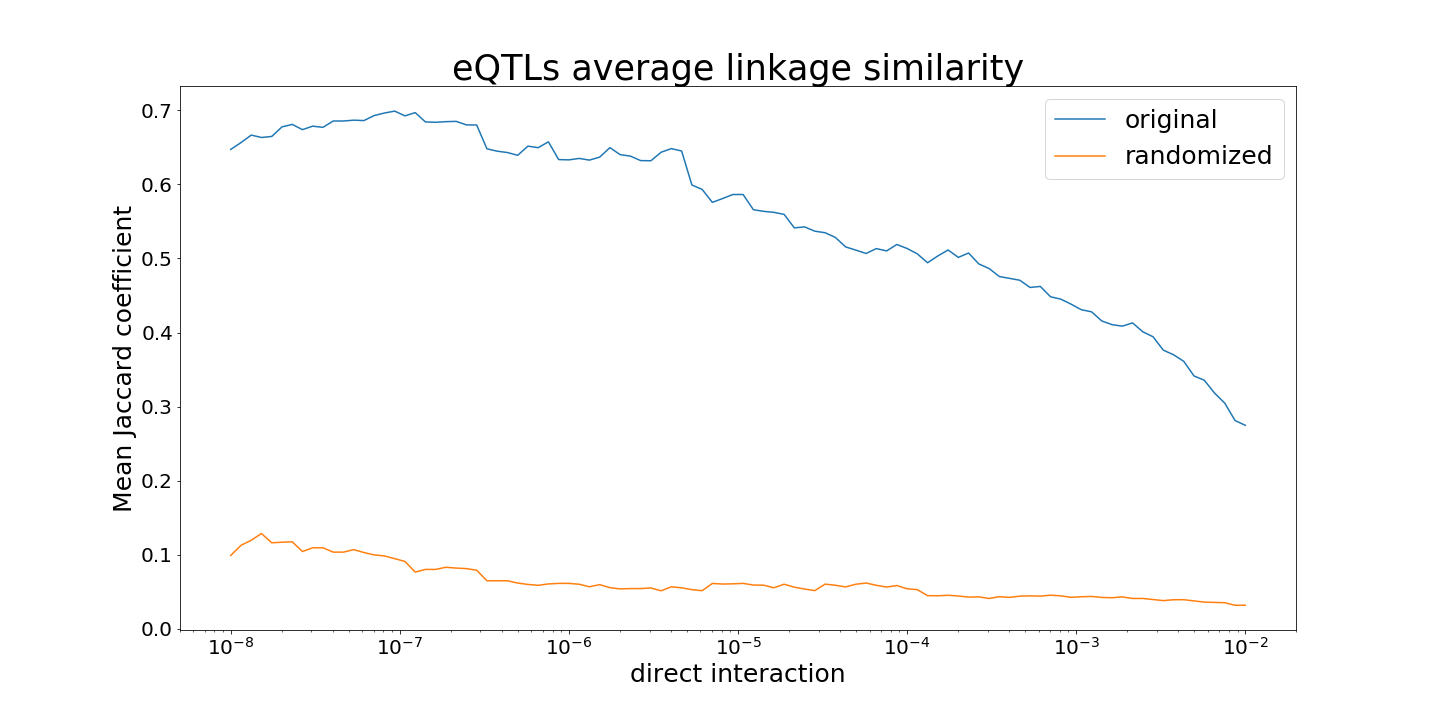 eQTLs average linkage similarity
original
randomized
Mean Jaccard coefficient
0.7
0.6
0.5
0.4
0.3
0.2
0.1
0.0
10⁻⁸ 10⁻⁷ 10⁻⁶ 10⁻⁵ 10⁻⁴ 10⁻³ 10⁻²
direct interaction